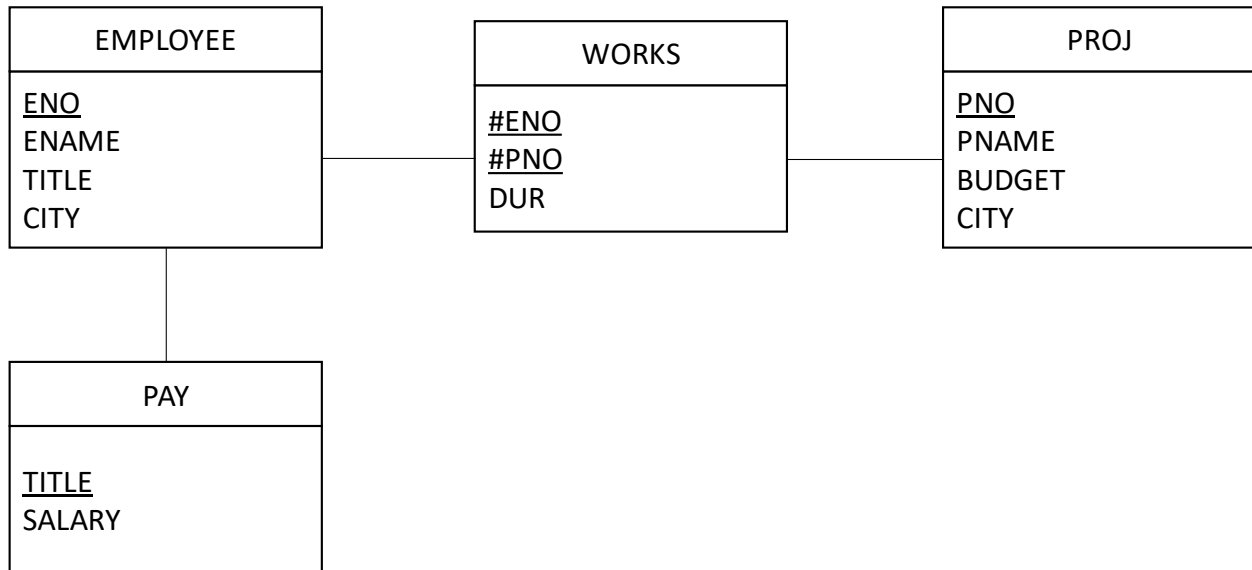 EMPLOYEE
ENO
ENAME
TITLE
CITY
WORKS
#ENO
#PNO
DUR
PROJ
PNO
PNAME
BUDGET
CITY
PAY
TITLE
SALARY